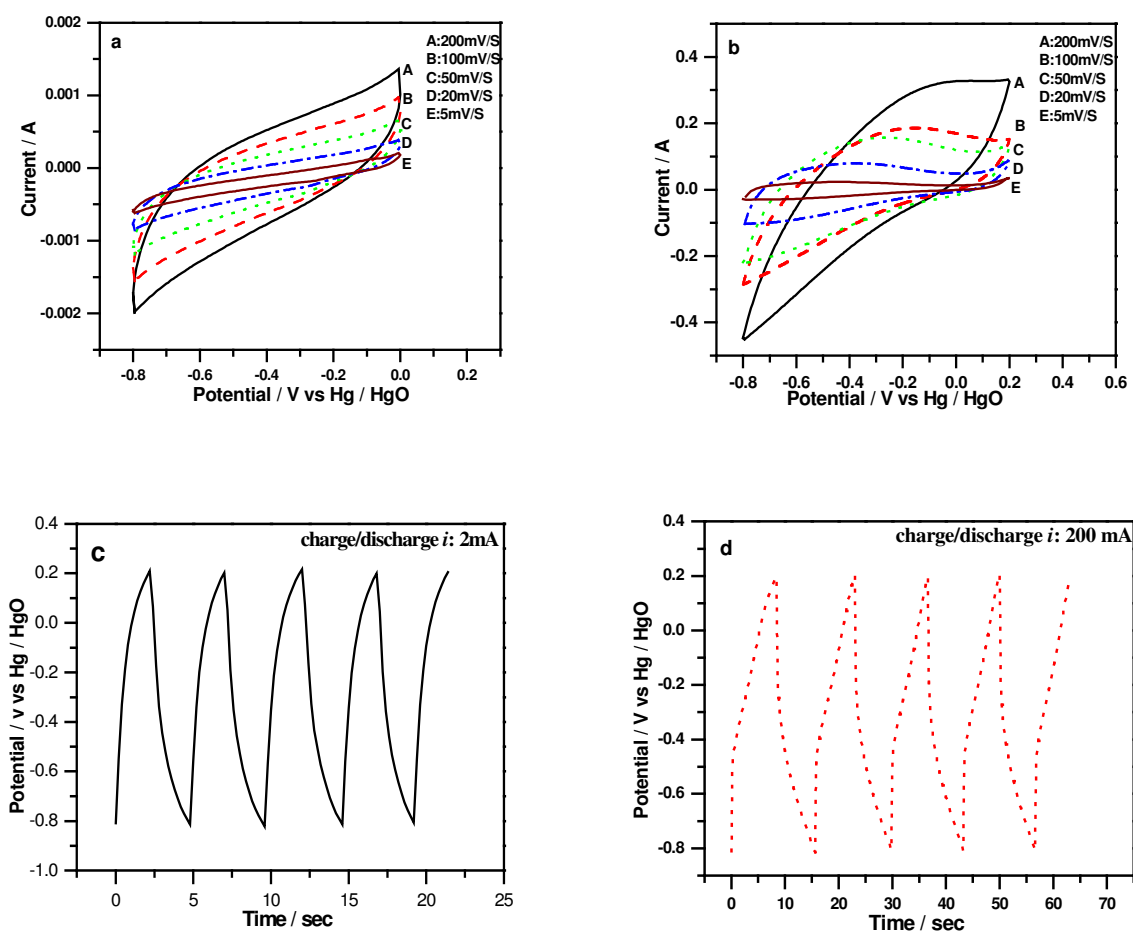 a
A:200mV/S
B:100mV/S
C:50mV/S
D:20mV/S
E:5mV/S
0.002
0.001
0.000
-0.001
-0.002
A
B
C
D
E
Current / A
-0.8 -0.6 -0.4 -0.2 0.0 0.2
Potential / V vs Hg / HgO
b
A:200mV/S
B:100mV/S
C:50mV/S
D:20mV/S
E:5mV/S
0.4
0.2
0.0
-0.2
-0.4
A
B
C
D
E
Current / A
-0.8 -0.6 -0.4 -0.2 0.0 0.2 0.4 0.6
Potential / V vs Hg / HgO
c
charge/discharge i: 2mA
0.4
0.2
0.0
-0.2
-0.4
-0.6
-0.8
-1.0
Potential / v vs Hg / HgO
0 5 10 15 20 25
Time / sec
d
charge/discharge i: 200 mA
0.4
0.2
0.0
-0.2
-0.4
-0.6
-0.8
Potential / V vs Hg / HgO
0 10 20 30 40 50 60 70
Time / sec